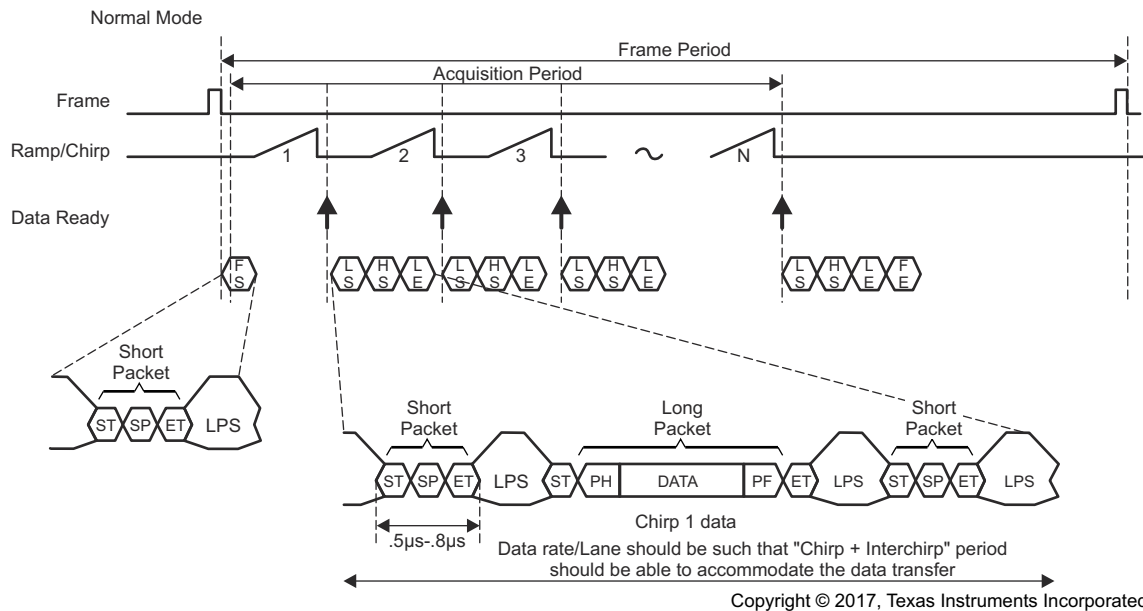 Normal Mode
Frame Period
Acquisition Period
Frame
Ramp/Chirp
1
2
3
N
Data Ready
F
S
L
S
H
S
L
E
L
S
H
S
L
E
L
S
H
S
L
E
L
S
H
S
L
E
F
E
Short
Packet
ST
SP
ET
LPS
Short
Packet
Long
Packet
Short
Packet
ST
SP
ET
LPS
ST
PH
DATA
PF
ET
LPS
ST
SP
ET
LPS
.5µs-.8µs
Chirp 1 data
Data rate/Lane should be such that "Chirp + Interchirp" period
should be able to accommodate the data transfer
Copyright © 2017, Texas Instruments Incorporated